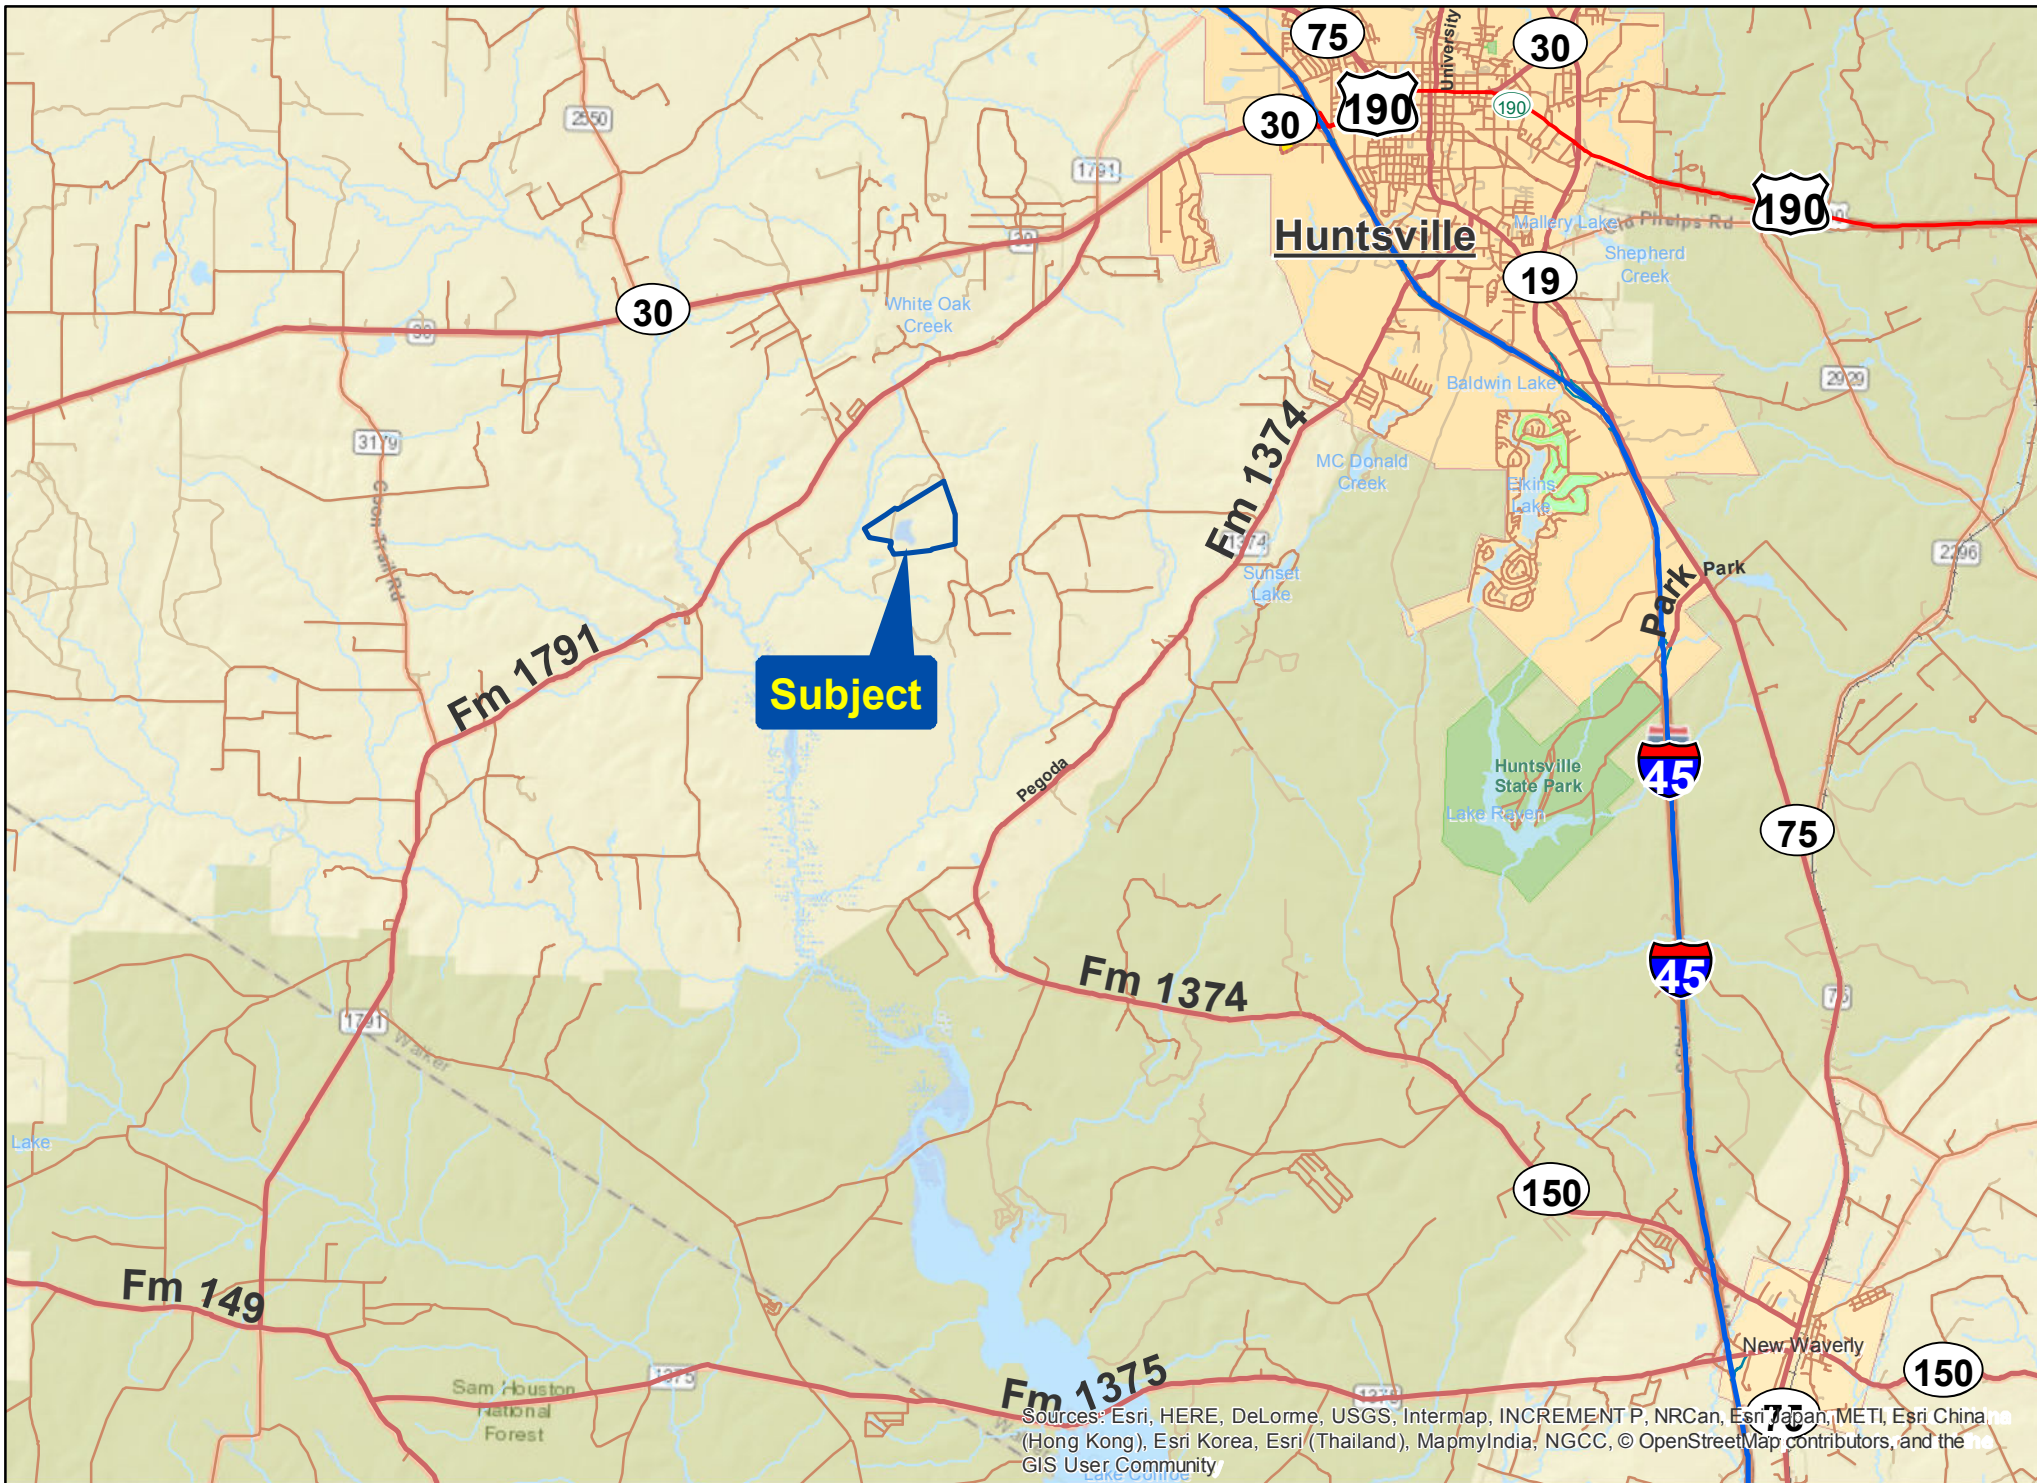 75
University
30
2550
190
190
30
1791
190
Huntsville
Mallery Lake
Phelps Rd
30
Shepherd
Creek
19
30
White Oak
Creek
30
2929
Baldwin Lake
3179
Fm 1374
MC Donald
Creek
Elkins
Lake
Coon Trail Rd
1374
2296
Sunset
Lake
Park
Park
Fm 1791
Subject
Pegoda
Huntsville
State Park
45
Lake Raven
75
45
Fm 1374
75
1791
Walker
Lake
150
Fm 149
New Waverly
150
1375
Sam Houston
National
Forest
Fm 1375
1375
75
Sources: Esri, HERE, DeLorme, USGS, Intermap, INCREMENT P, NRCan, Esri Japan, METI, Esri China
(Hong Kong), Esri Korea, Esri (Thailand), MapmyIndia, NGCC, © OpenStreetMap contributors, and the
GIS User Community
Lake Conroe